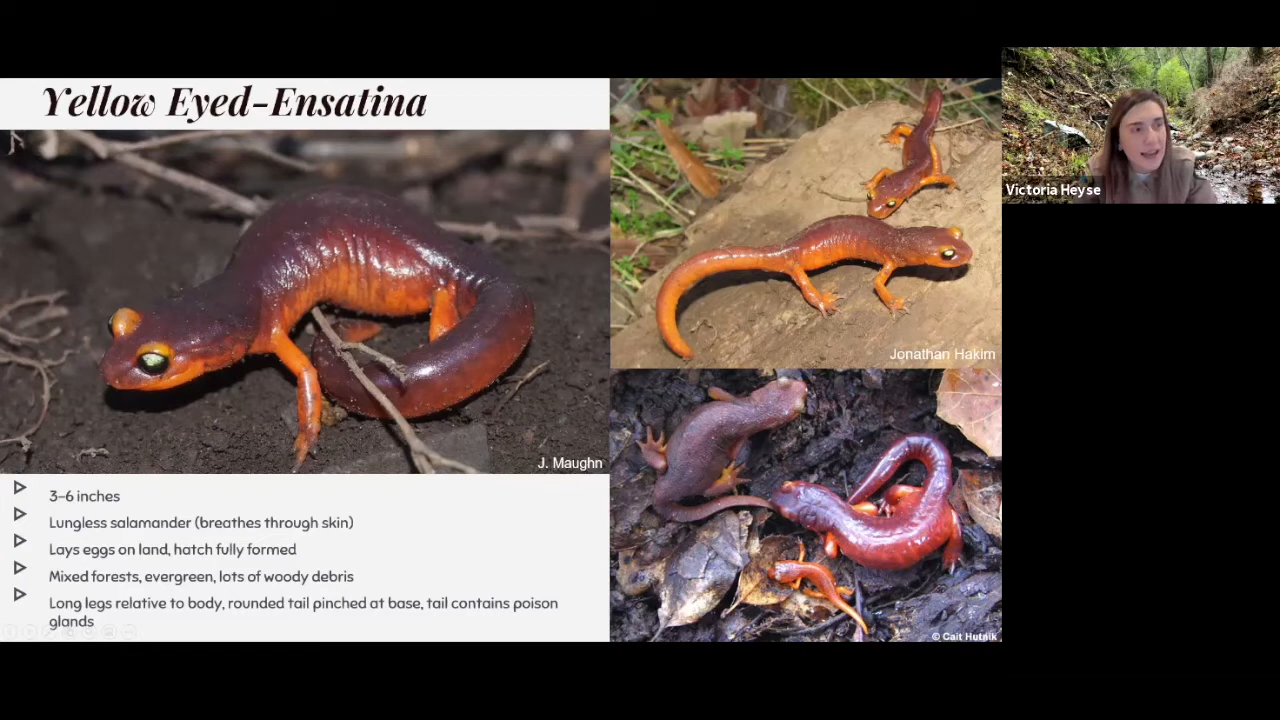 Yellow Eyed-Ensatina
J. Maughn
Jonathan Hakim
© Cait Hutnik
3-6 inches
Lungless salamander (breathes through skin)
Lays eggs on land, hatch fully formed
Mixed forests, evergreen, lots of woody debris
Long legs relative to body, rounded tail pinched at base, tail contains poison
glands
Victoria Heyse